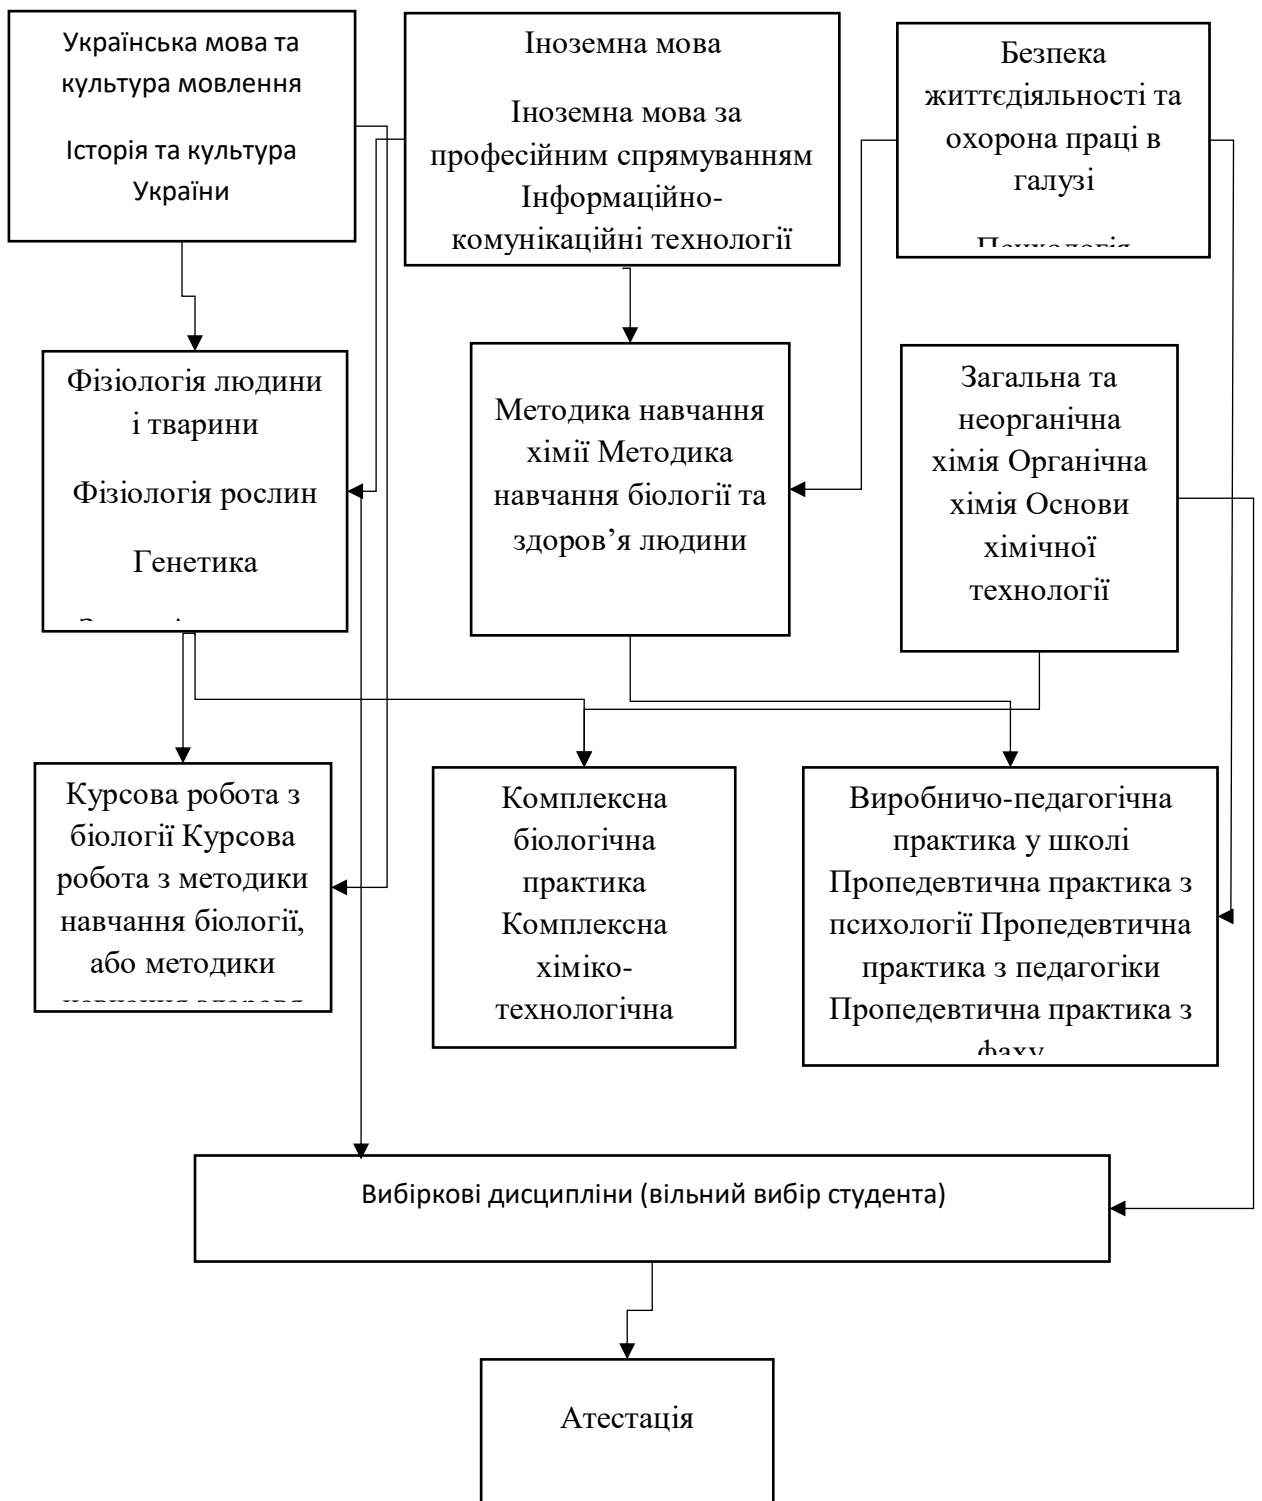 Українська мова та
культура мовлення
Історія та культура
України
Іноземна мова
Іноземна мова за
професійним спрямуванням
Інформаційно-
комунікаційні технології
Безпека
життєдіяльності та
охорона праці в
галузі
Психологія
Фізіологія людини
і тварини
Фізіологія рослин
Генетика
Методика навчання
хімії Методика
навчання біології та
здоров’я людини
Загальна та
неорганічна
хімія Органічна
хімія Основи
хімічної
технології
Курсова робота з
біології Курсова
робота з методики
навчання біології,
або методики
навчання здоровя
Комплексна
біологічна
практика
Комплексна
хіміко-
технологічна
Виробничо-педагогічна
практика у школі
Пропедевтична практика з
психології Пропедевтична
практика з педагогіки
Пропедевтична практика з
фаху
Вибіркові дисципліни (вільний вибір студента)
Атестація